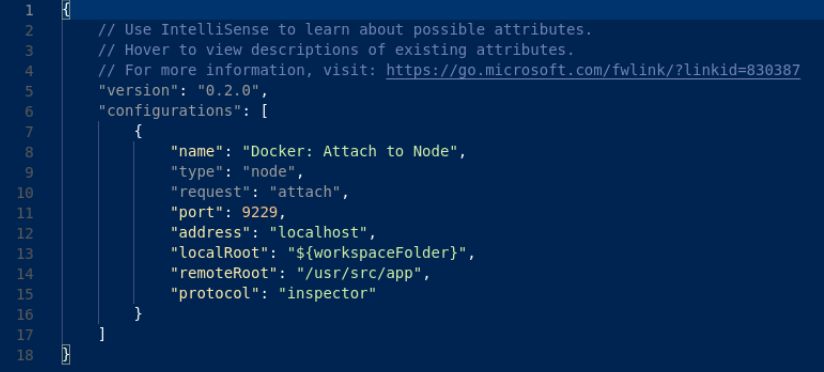 1 {
2 // Use IntelliSense to learn about possible attributes.
3 // Hover to view descriptions of existing attributes.
4 // For more information, visit: https://go.microsoft.com/fwlink/?linkid=830387
5 "version": "0.2.0",
6 "configurations": [
7 {
8 "name": "Docker: Attach to Node",
9 "type": "node",
10 "request": "attach",
11 "port": 9229,
12 "address": "localhost",
13 "localRoot": "${workspaceFolder}",
14 "remoteRoot": "/usr/src/app",
15 "protocol": "inspector"
16 }
17 ]
18 }